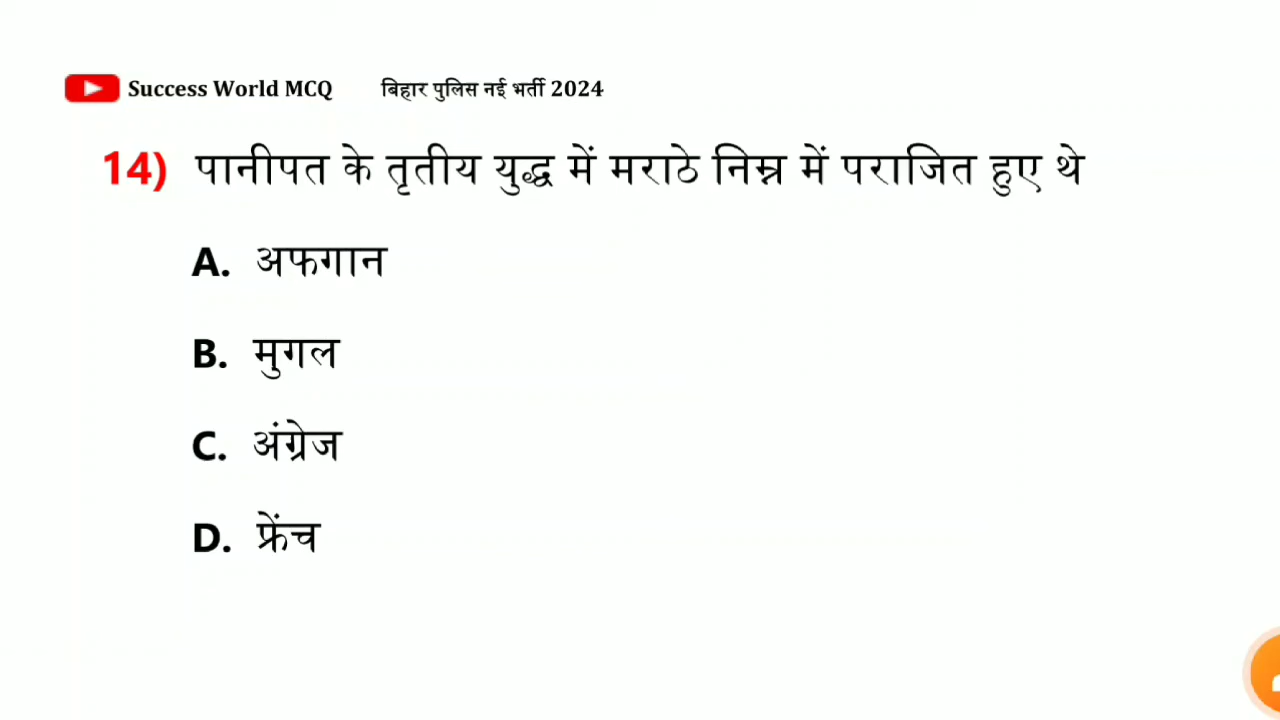 Success World MCQ बिहार पुलिस नई भर्ती 2024
14) पानीपत के तृतीय युद्ध में मराठे निम्न में पराजित हुए थे
A. अफगान
B. मुगल
C. अंग्रेज
D. फ्रेंच